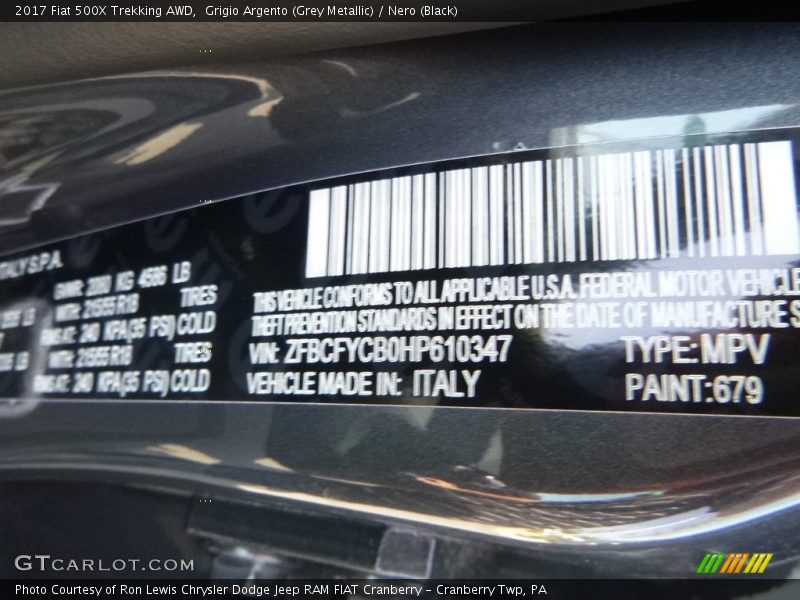 2017 Fiat 500X Trekking AWD,  Grigio Argento (Grey Metallic) / Nero (Black)
ITALY S.P.A.
KG 4586 LB
WITH: 215/55 R18 TIRES
AT: 240 KPA(35 PSI) COLD
WITH: 215/55 R18 TIRES
AT: 240 KPA(35 PSI) COLD
THIS VEHICLE CONFORMS TO ALL APPLICABLE U.S.A. FEDERAL MOTOR VEHICLE
THEFT PREVENTION STANDARDS IN EFFECT ON THE DATE OF MANUFACTURE S
VIN: ZFBCFYCB0HP610347 TYPE:MPV
VEHICLE MADE IN: ITALY PAINT:679
GTCARLOT.COM
Photo Courtesy of Ron Lewis Chrysler Dodge Jeep RAM FIAT Cranberry – Cranberry Twp, PA